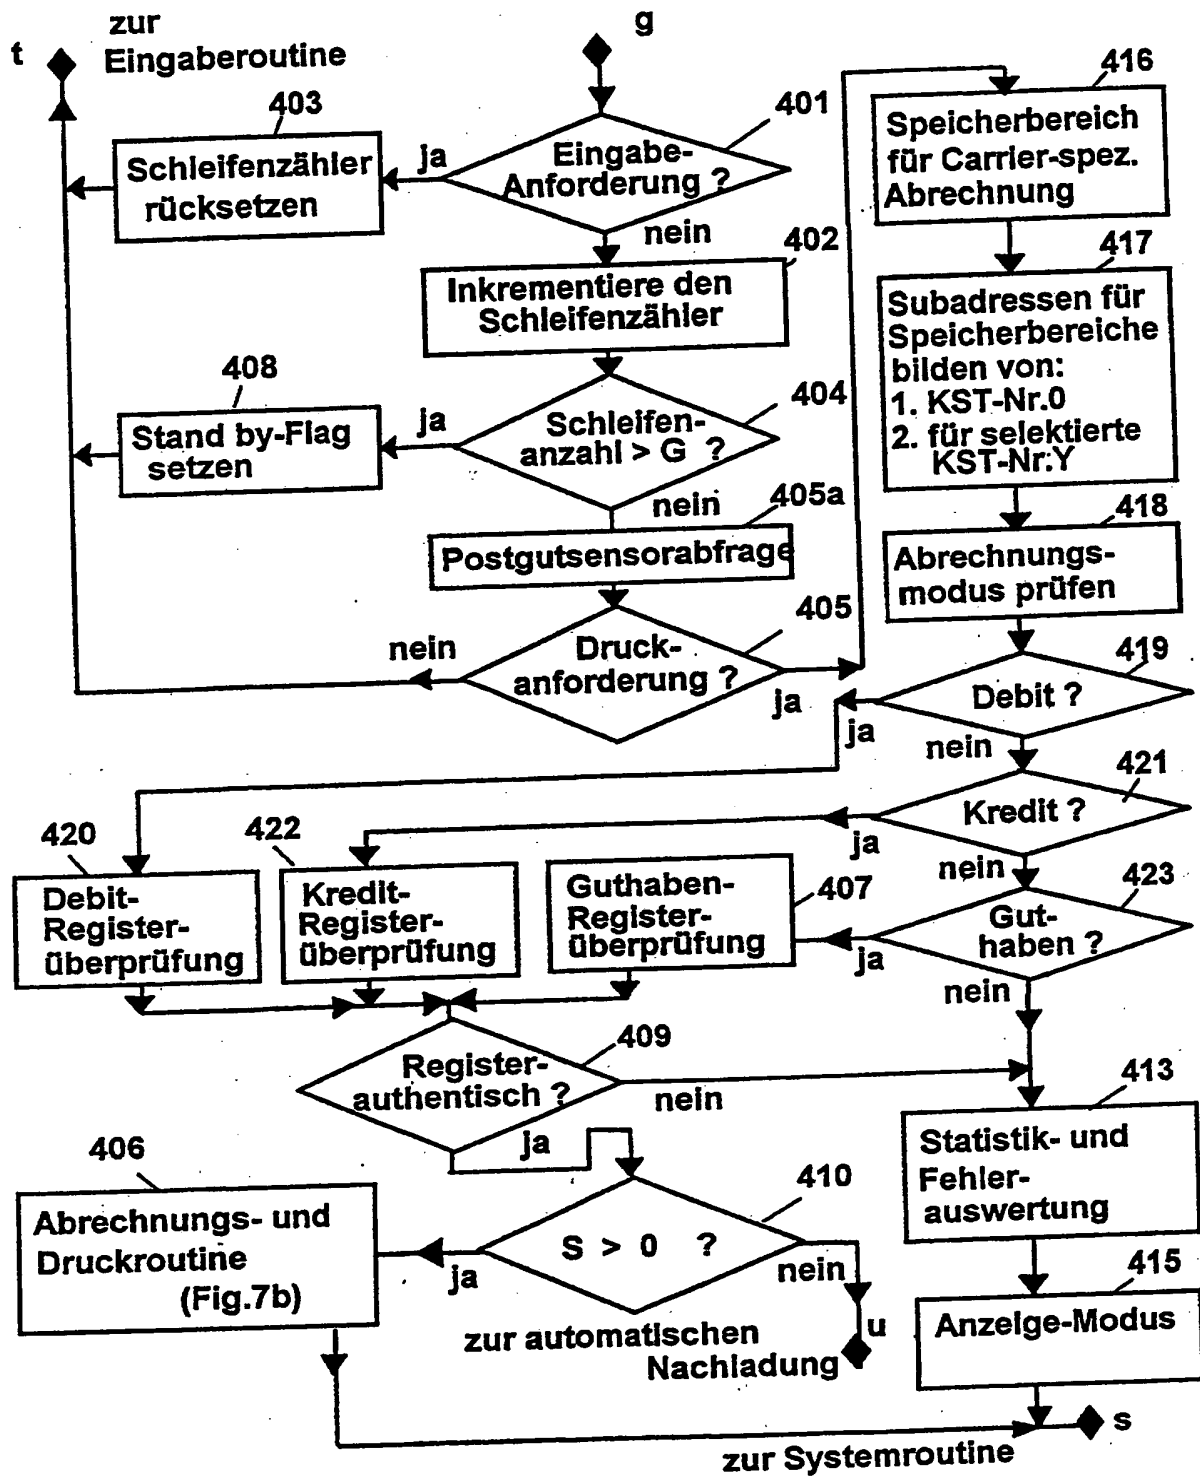 zur
t
Eingaberoutine
g
403
401
Schleifenzähler
rücksetzen
ja
Eingabe-
Anforderung ?
nein
402
Inkrementiere den
Schleifenzähler
408
Stand by-Flag
setzen
ja
404
Schleifen-
anzahl > G ?
nein
405a
Postgutsensorabfrage
405
nein
Druck-
anforderung ?
ja
416
Speicherbereich
für Carrier-spez.
Abrechnung
417
Subadressen für
Speicherbereiche
bilden von:
1. KST-Nr.0
2. für selektierte
KST-Nr:Y
418
Abrechnungs-
modus prüfen
419
Debit ?
ja
nein
421
Kredit ?
ja
nein
423
Gut-
haben ?
ja
nein
420
Debit-
Register-
überprüfung
422
Kredit-
Register-
überprüfung
407
Guthaben-
Register-
überprüfung
409
Register-
authentisch ?
nein
ja
413
Statistik- und
Fehler-
auswertung
406
Abrechnungs- und
Druckroutine
(Fig.7b)
410
S > 0 ?
ja
nein
u
zur automatischen
Nachladung
415
Anzeige-Modus
s
zur Systemroutine